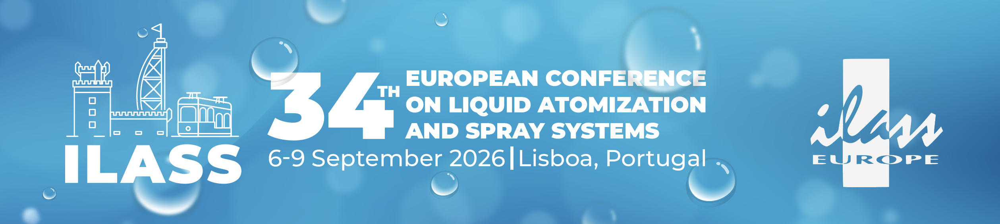 ILASS
34TH
EUROPEAN CONFERENCE
ON LIQUID ATOMIZATION
AND SPRAY SYSTEMS
6-9 September 2026|Lisboa, Portugal
ilass
EUROPE